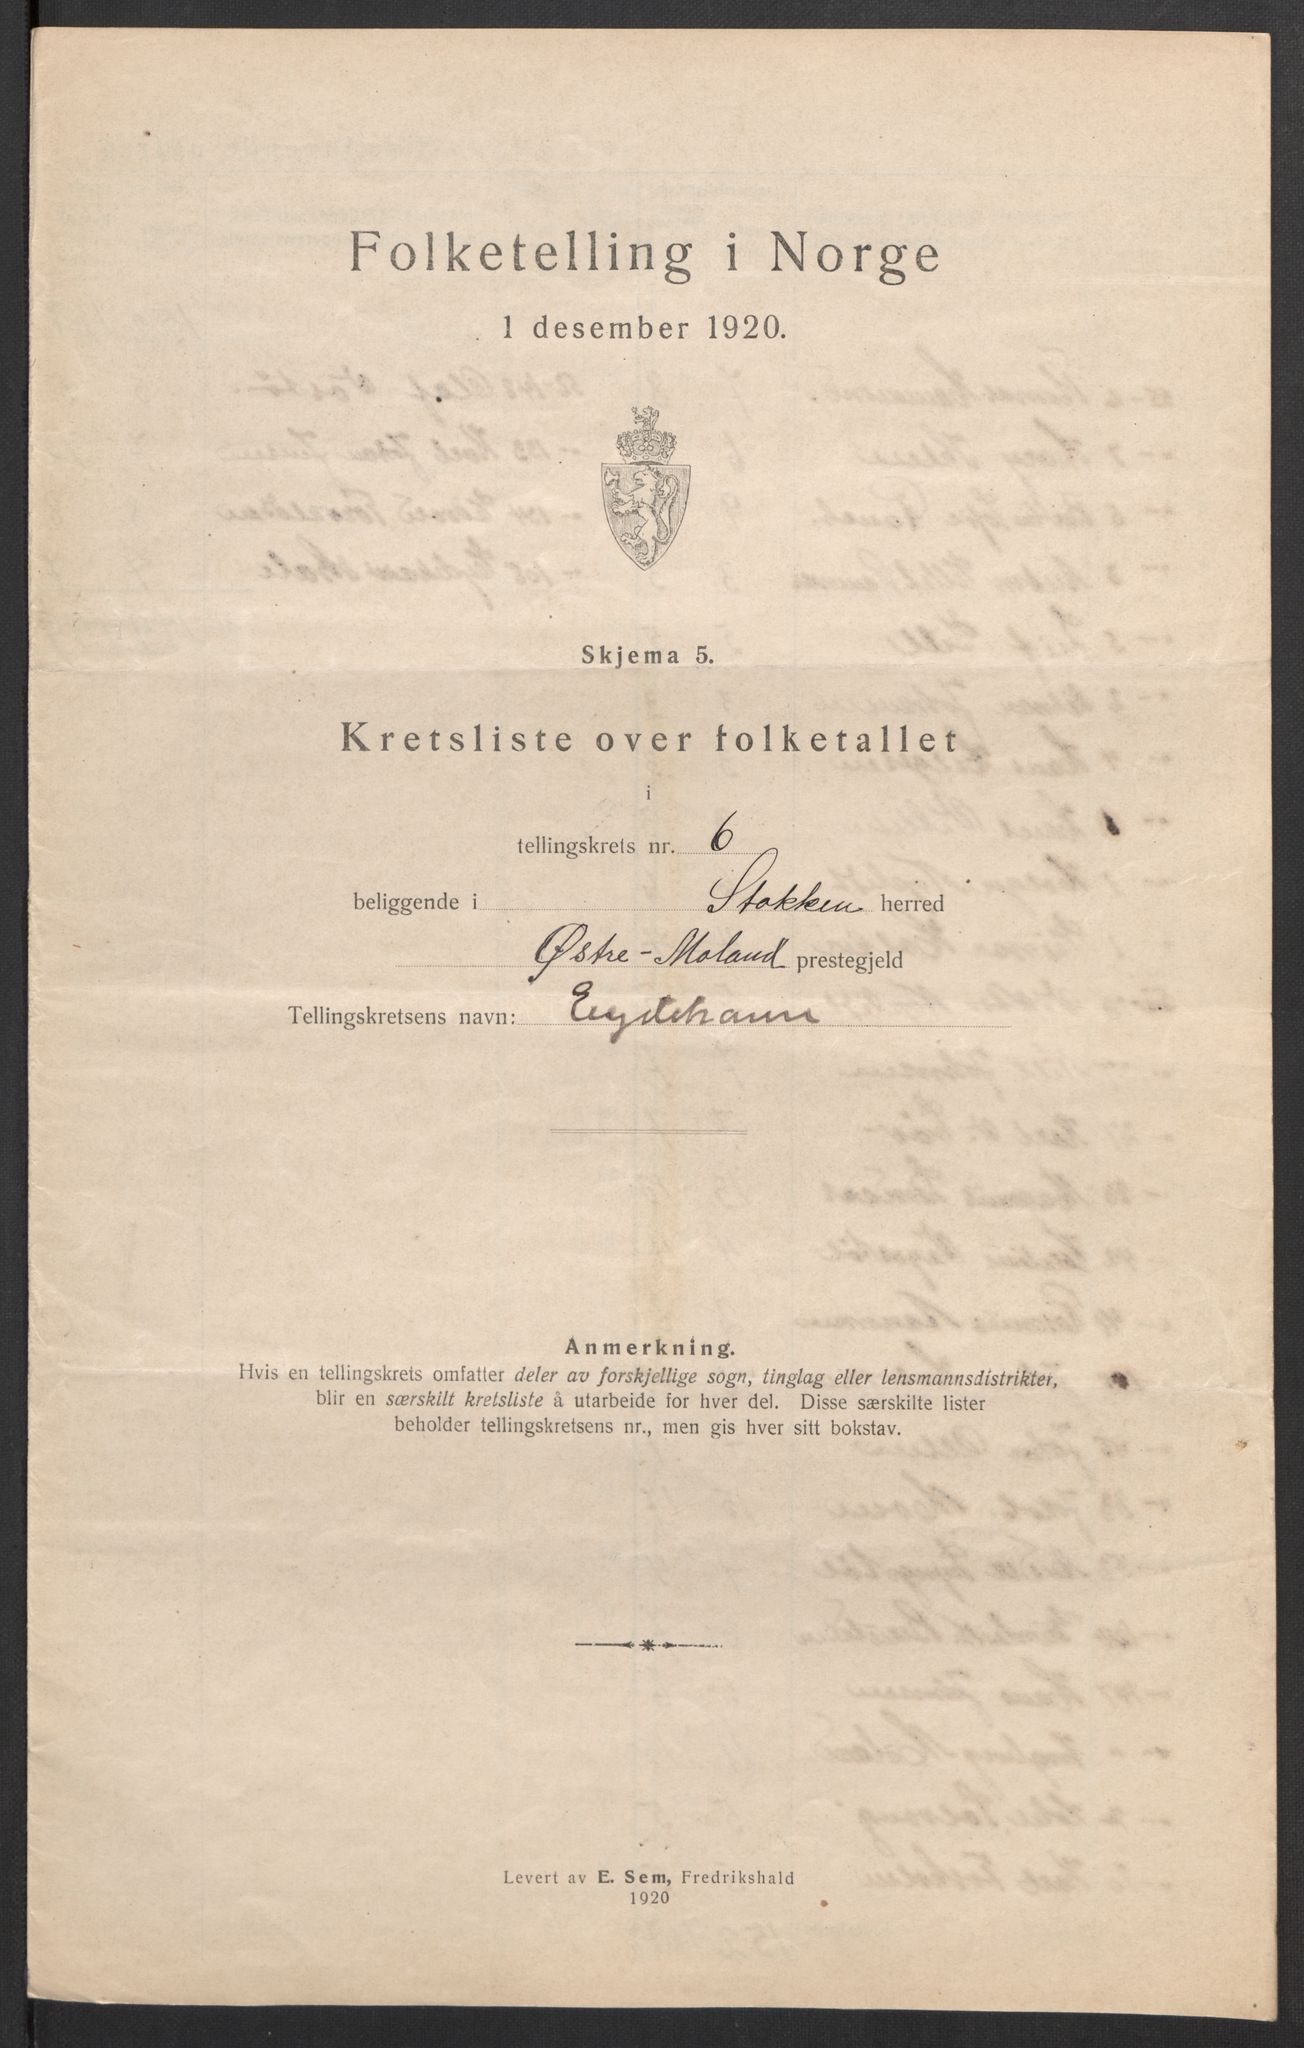 Folketelling i Norge
1 desember 1920.
Skjema 5.
Kretsliste over folketallet
i
tellingskrets nr. 6
beliggende i Stokken herred
Østre-Moland prestegjeld
Tellingskretsens navn: Eydehavn
Anmerkning.
Hvis en tellingskrets omfatter deler av forskjellige sogn, tinglag eller lensmannsdistrikter,
blir en særskilt kretsliste å utarbeide for hver del. Disse særskilte lister
beholder tellingskretsens nr., men gis hver sitt bokstav.
Levert av E. Sem, Fredrikshald
1920